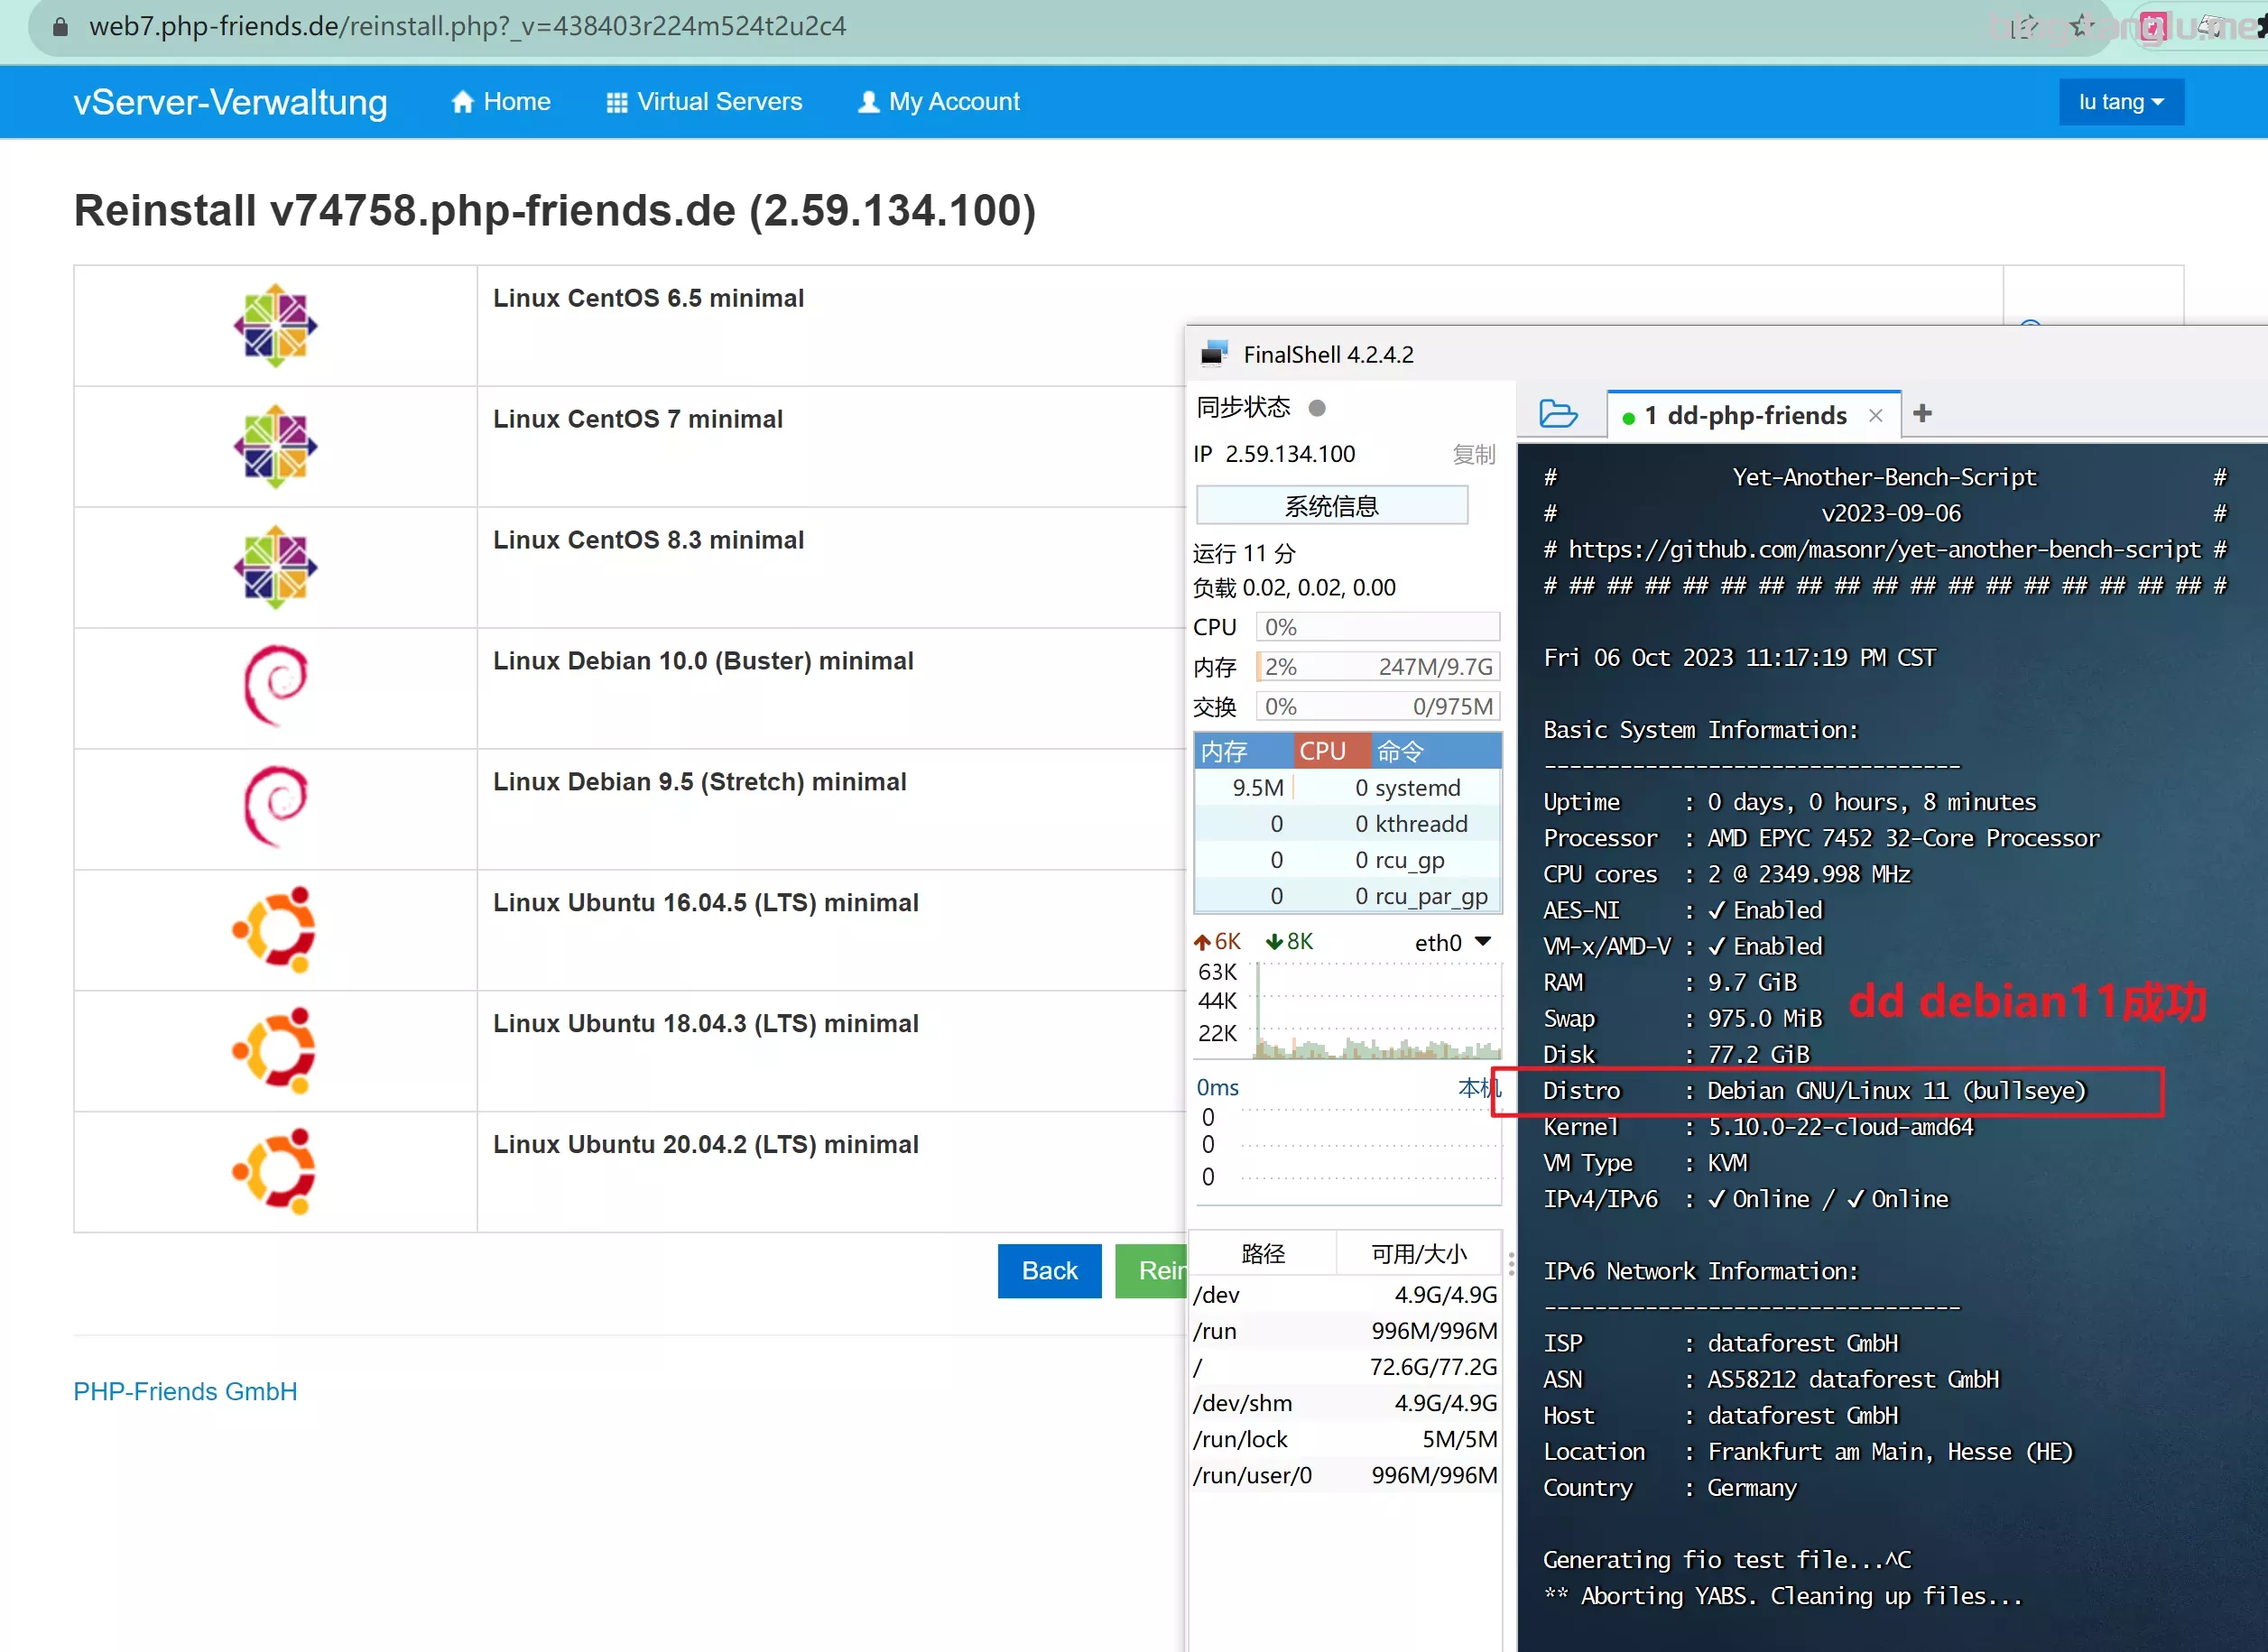 web7.php-friends.de/reinstall.php?_v=438403r224m524t2u2c4
blog.tanglu.me
vServer-Verwaltung
Home
Virtual Servers
My Account
lu tang
Reinstall v74758.php-friends.de (2.59.134.100)
Linux CentOS 6.5 minimal
Linux CentOS 7 minimal
Linux CentOS 8.3 minimal
Linux Debian 10.0 (Buster) minimal
Linux Debian 9.5 (Stretch) minimal
Linux Ubuntu 16.04.5 (LTS) minimal
Linux Ubuntu 18.04.3 (LTS) minimal
Linux Ubuntu 20.04.2 (LTS) minimal
Back
Rein
PHP-Friends GmbH
FinalShell 4.2.4.2
同步状态
IP 2.59.134.100 复制
系统信息
运行 11 分
负载 0.02, 0.02, 0.00
CPU 0%
内存 2% 247M/9.7G
交换 0% 0/975M
内存 CPU 命令
9.5M 0 systemd
0 0 kthreadd
0 0 rcu_gp
0 0 rcu_par_gp
6K 8K eth0
63K
44K
22K
0ms 本机
0
0
0
路径 可用/大小
/dev 4.9G/4.9G
/run 996M/996M
/ 72.6G/77.2G
/dev/shm 4.9G/4.9G
/run/lock 5M/5M
/run/user/0 996M/996M
1 dd-php-friends × +
# Yet-Another-Bench-Script #
# v2023-09-06 #
# https://github.com/masonr/yet-another-bench-script #
# ## ## ## ## ## ## ## ## ## ## ## ## ## ## ## ## ## #
Fri 06 Oct 2023 11:17:19 PM CST
Basic System Information:
---------------------------------
Uptime : 0 days, 0 hours, 8 minutes
Processor : AMD EPYC 7452 32-Core Processor
CPU cores : 2 @ 2349.998 MHz
AES-NI : ✔ Enabled
VM-x/AMD-V : ✔ Enabled
RAM : 9.7 GiB
Swap : 975.0 MiB
dd debian11成功
Disk : 77.2 GiB
Distro : Debian GNU/Linux 11 (bullseye)
Kernel : 5.10.0-22-cloud-amd64
VM Type : KVM
IPv4/IPv6 : ✔ Online / ✔ Online
IPv6 Network Information:
---------------------------------
ISP : dataforest GmbH
ASN : AS58212 dataforest GmbH
Host : dataforest GmbH
Location : Frankfurt am Main, Hesse (HE)
Country : Germany
Generating fio test file...^C
** Aborting YABS. Cleaning up files...